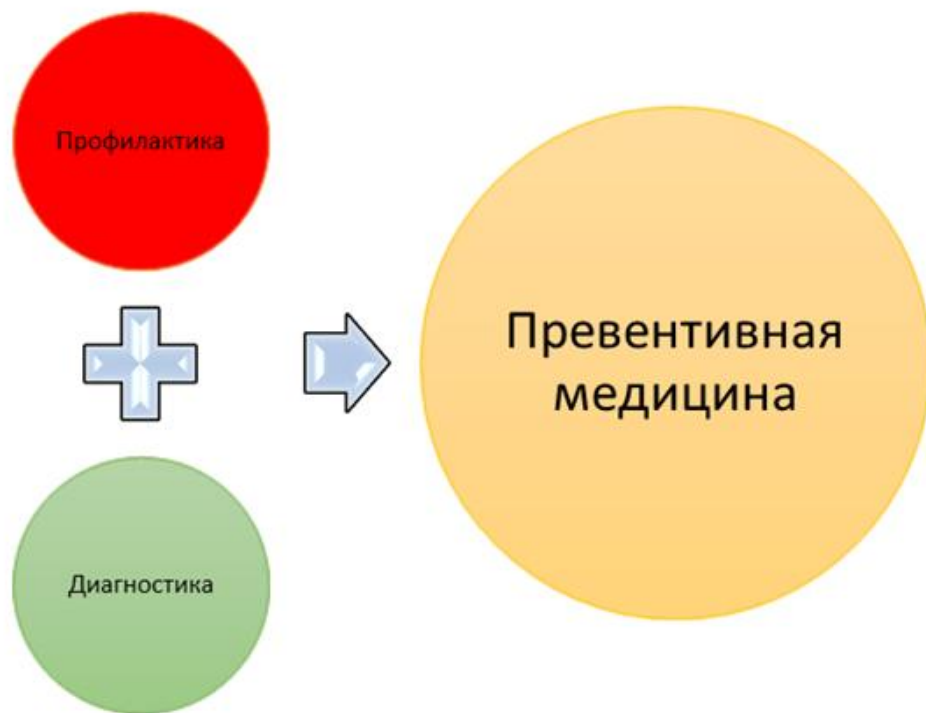 Профилактика
Диагностика
Превентивная
медицина